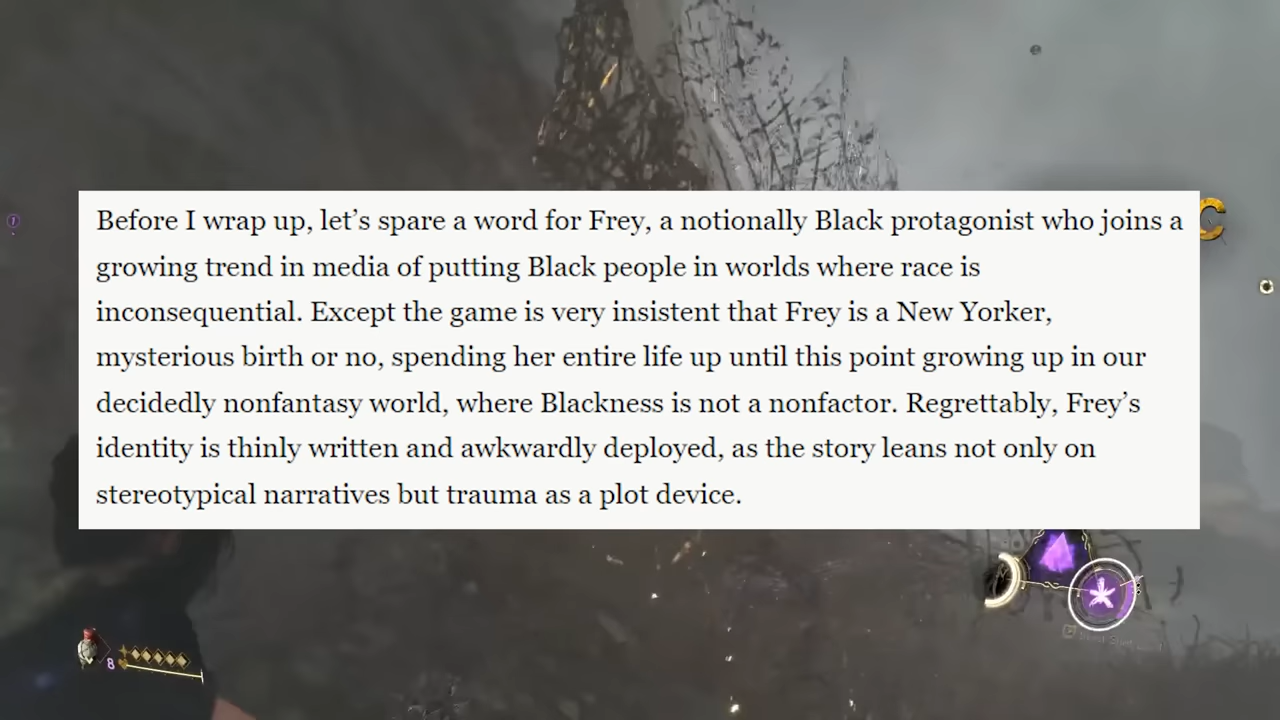 Before I wrap up, let’s spare a word for Frey, a notionally Black protagonist who joins a
growing trend in media of putting Black people in worlds where race is
inconsequential. Except the game is very insistent that Frey is a New Yorker,
mysterious birth or no, spending her entire life up until this point growing up in our
decidedly nonfantasy world, where Blackness is not a nonfactor. Regrettably, Frey’s
identity is thinly written and awkwardly deployed, as the story leans not only on
stereotypical narratives but trauma as a plot device.
C
8